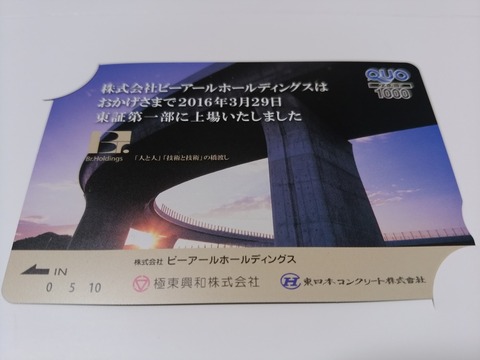 株式会社ビーアールホールディングスは
おかげさまで2016年3月29日
東証第一部に上場いたしました
QUO
1000
Br.
Br.Holdings
「人と人」「技術と技術」の橋渡し
株式会社 ビーアールホールディングス
IN
0 5 10
極東興和株式会社
東日本コンクリート株式会社